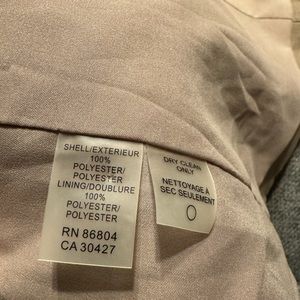 SHELL/EXTERIEUR
100%
POLYESTER/
POLYESTER
LINING/DOUBLURE
100%
POLYESTER/
POLYESTER
RN 86804
CA 30427
DRY CLEAN
ONLY
NETTOYAGE À
SEC SEULEMENT